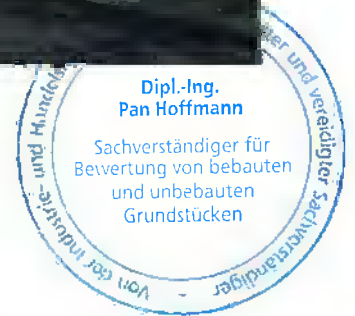 Dipl.-Ing.
Pan Hoffmann
Sachverständiger für
Bewertung von bebauten
und unbebauten
Grundstücken
Von der Industrie- und Handels
ter und vereidigter Sachverständiger -